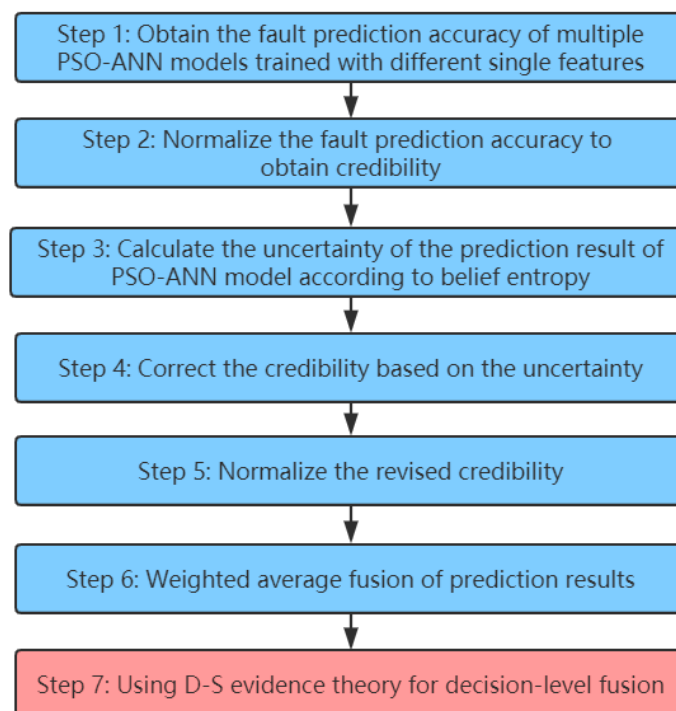 Step 1: Obtain the fault prediction accuracy of multiple
PSO-ANN models trained with different single features
Step 2: Normalize the fault prediction accuracy to
obtain credibility
Step 3: Calculate the uncertainty of the prediction result of
PSO-ANN model according to belief entropy
Step 4: Correct the credibility based on the uncertainty
Step 5: Normalize the revised credibility
Step 6: Weighted average fusion of prediction results
Step 7: Using D-S evidence theory for decision-level fusion